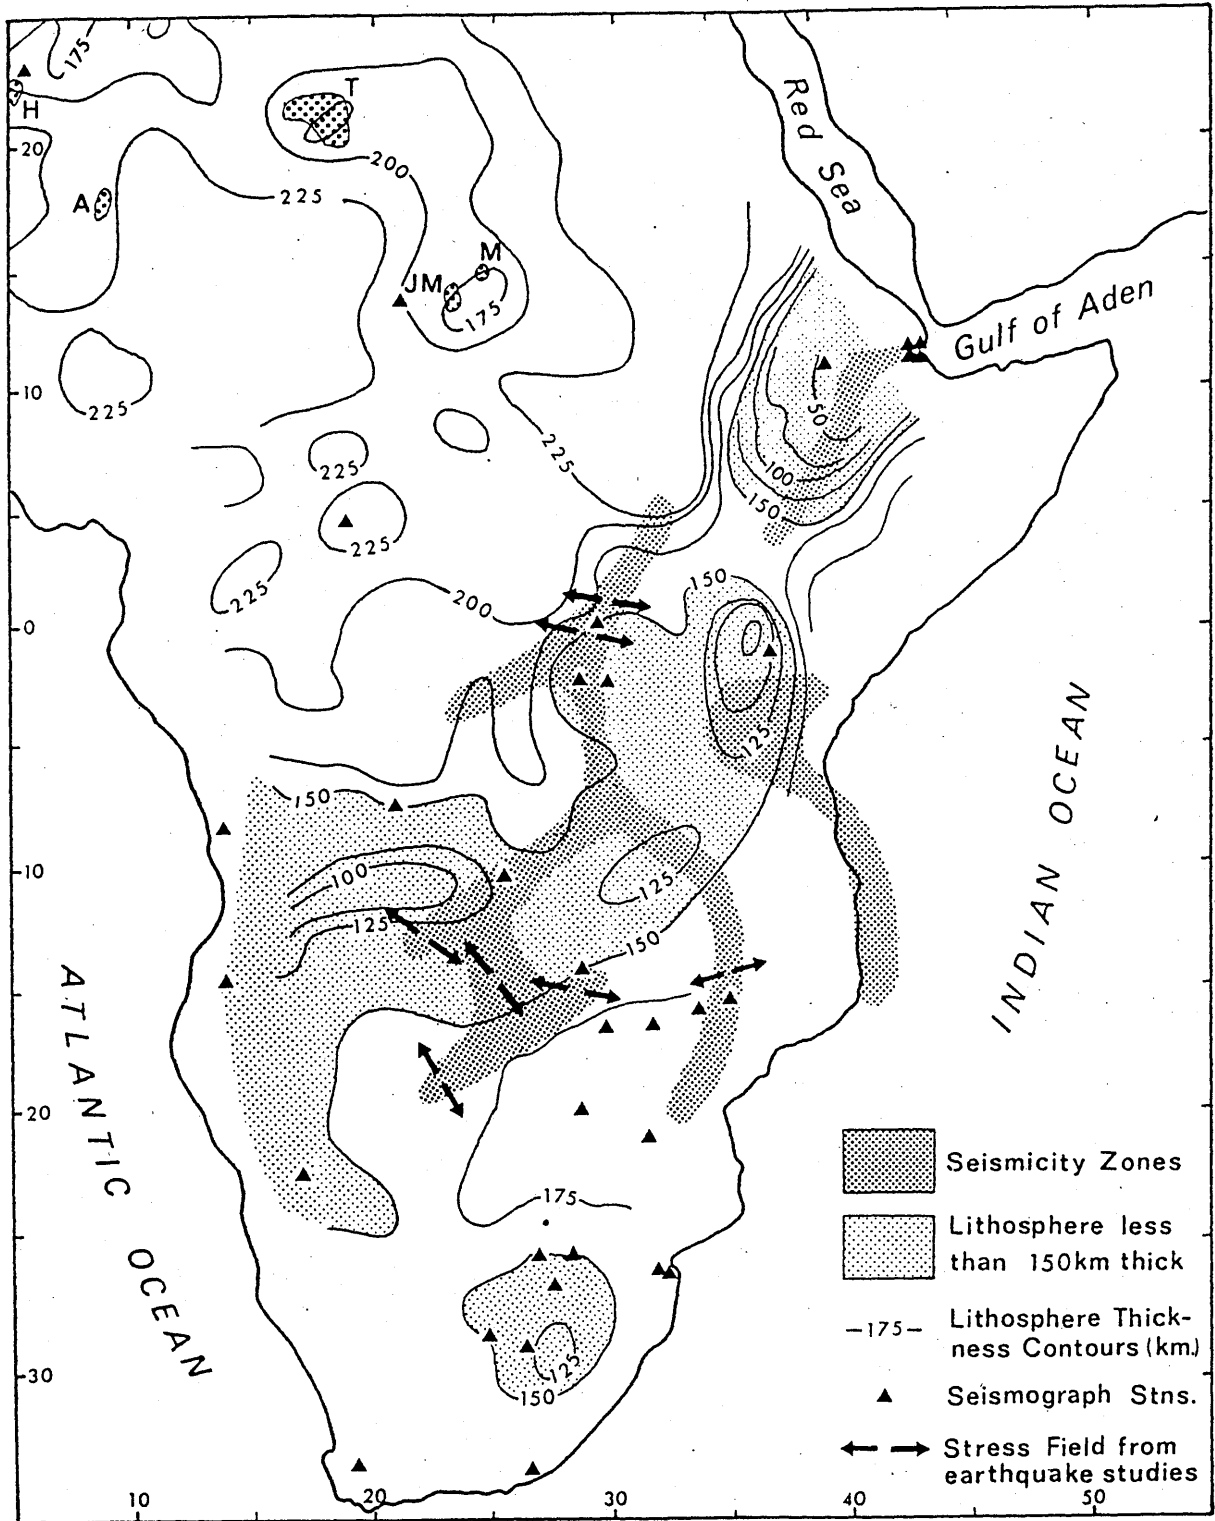 175
H
T
20
200
A
225
M
JM
175
Red Sea
Gulf of Aden
10
225
50
225
225
100
150
225
225
200
150
0
125
150
10
100
125
125
150
ATLANTIC OCEAN
INDIAN OCEAN
20
175
125
150
30
Seismicity Zones
Lithosphere less
than 150km thick
—175— Lithosphere Thick-
ness Contours (km.)
Seismograph Stns.
Stress Field from
earthquake studies
10 20 30 40 50